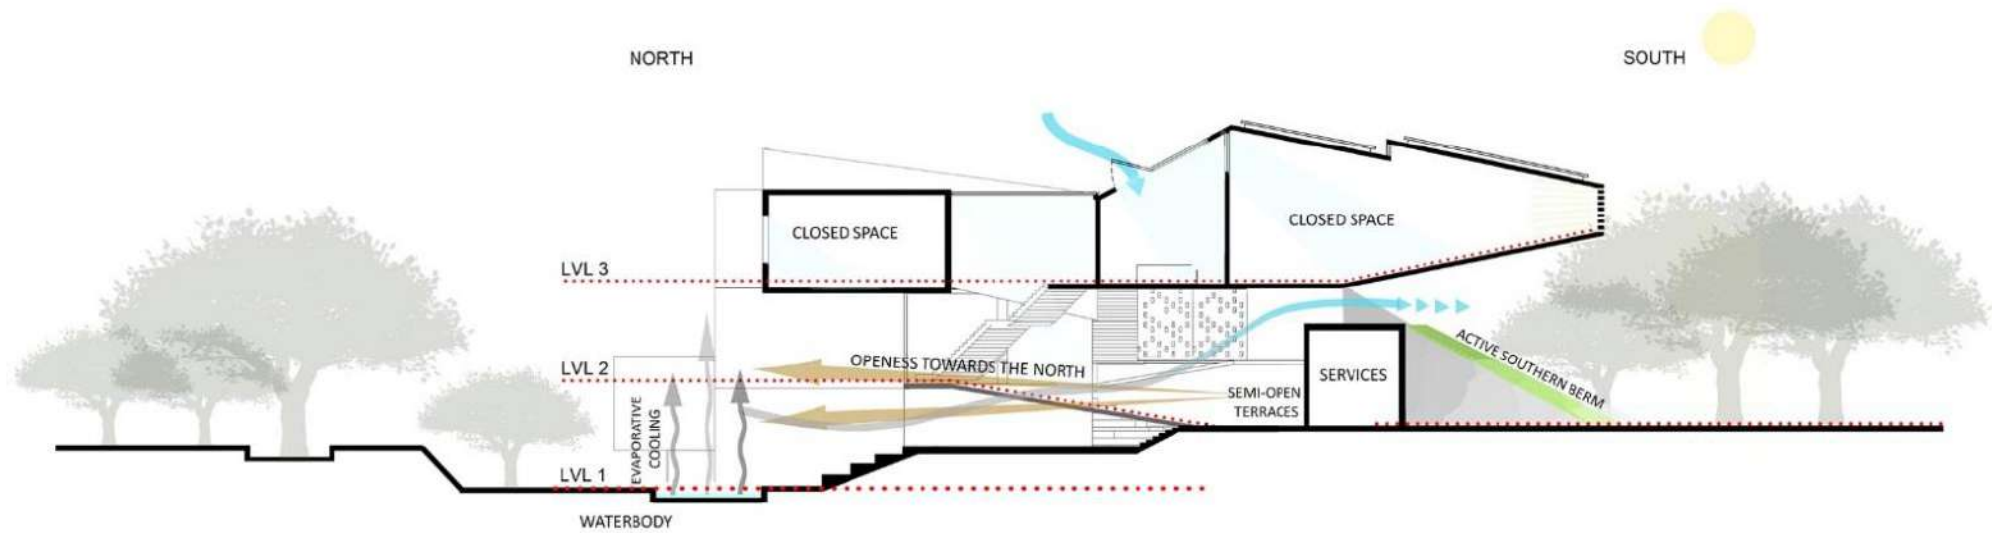 NORTH
SOUTH
CLOSED SPACE
CLOSED SPACE
LVL 3
OPENESS TOWARDS THE NORTH
ACTIVE SOUTHERN BERM
LVL 2
SERVICES
SEMI-OPEN
TERRACES
EVAPORATIVE
COOLING
LVL 1
WATERBODY